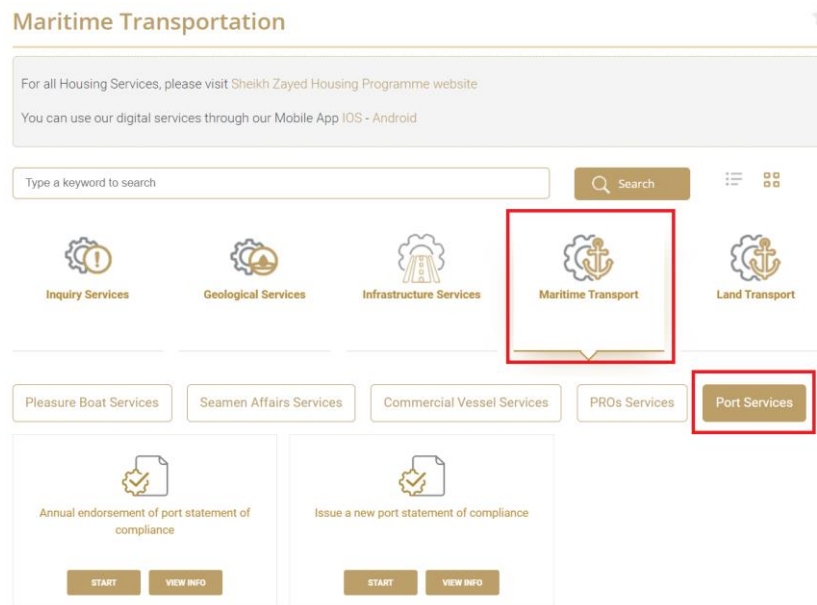 Maritime Transportation
For all Housing Services, please visit Sheikh Zayed Housing Programme website
You can use our digital services through our Mobile App IOS - Android
Type a keyword to search
Search
Inquiry Services
Geological Services
Infrastructure Services
Maritime Transport
Land Transport
Pleasure Boat Services
Seamen Affairs Services
Commercial Vessel Services
PROs Services
Port Services
Annual endorsement of port statement of
compliance
Issue a new port statement of compliance
START
VIEW INFO
START
VIEW INFO